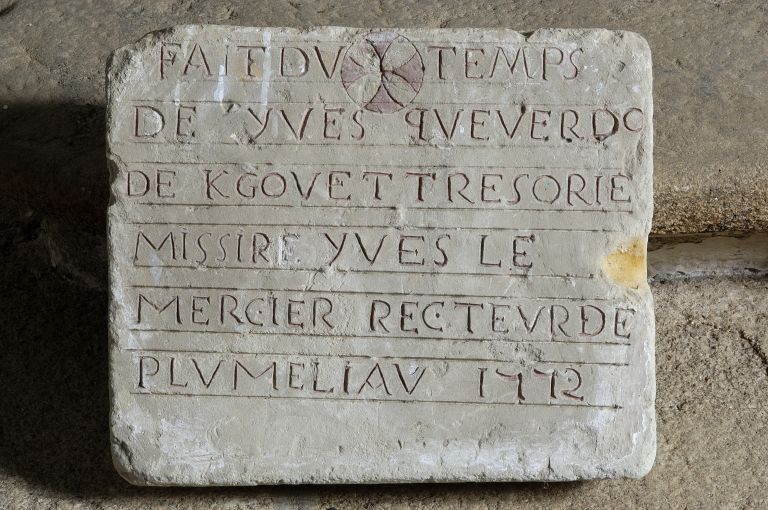 FAIT DV TEMPS
DE YVES QVEVERDO
DE KGOVET TRESORIE
MISSIRE YVES LE
MERCIER RECTEVR DE
PLVMELIAV 1772